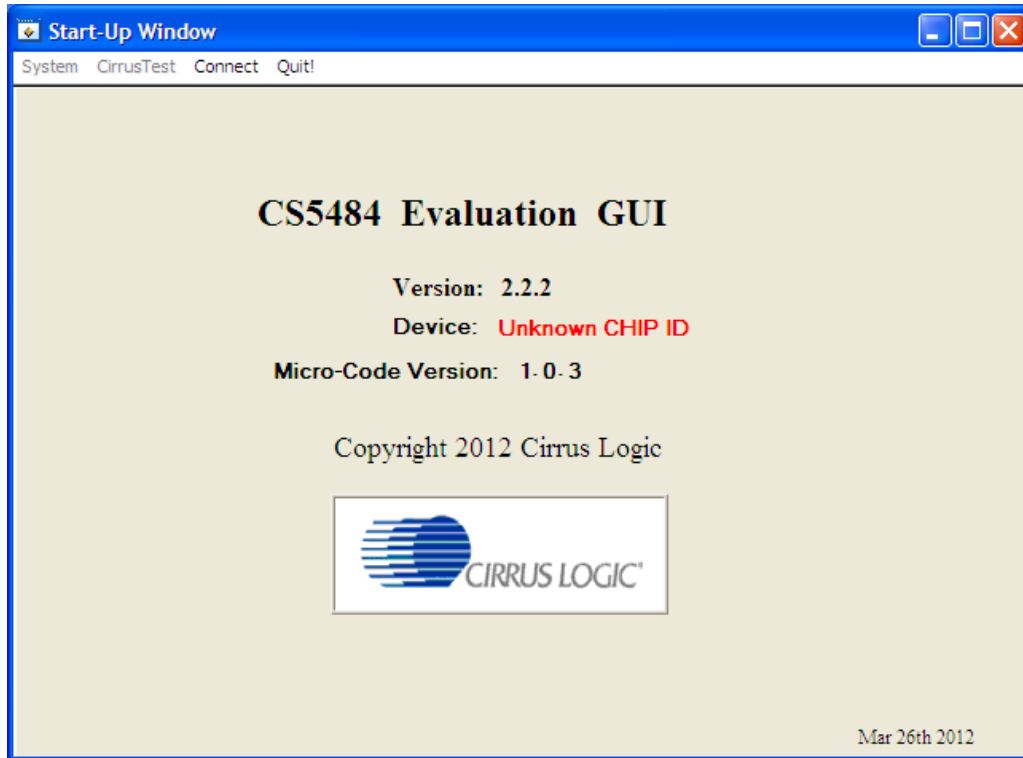 Start-Up Window
System CirrusTest Connect Quit!
CS5484 Evaluation GUI
Version: 2.2.2
Device: Unknown CHIP ID
Micro-Code Version: 1- 0- 3
Copyright 2012 Cirrus Logic
CIRRUS LOGIC®
Mar 26th 2012